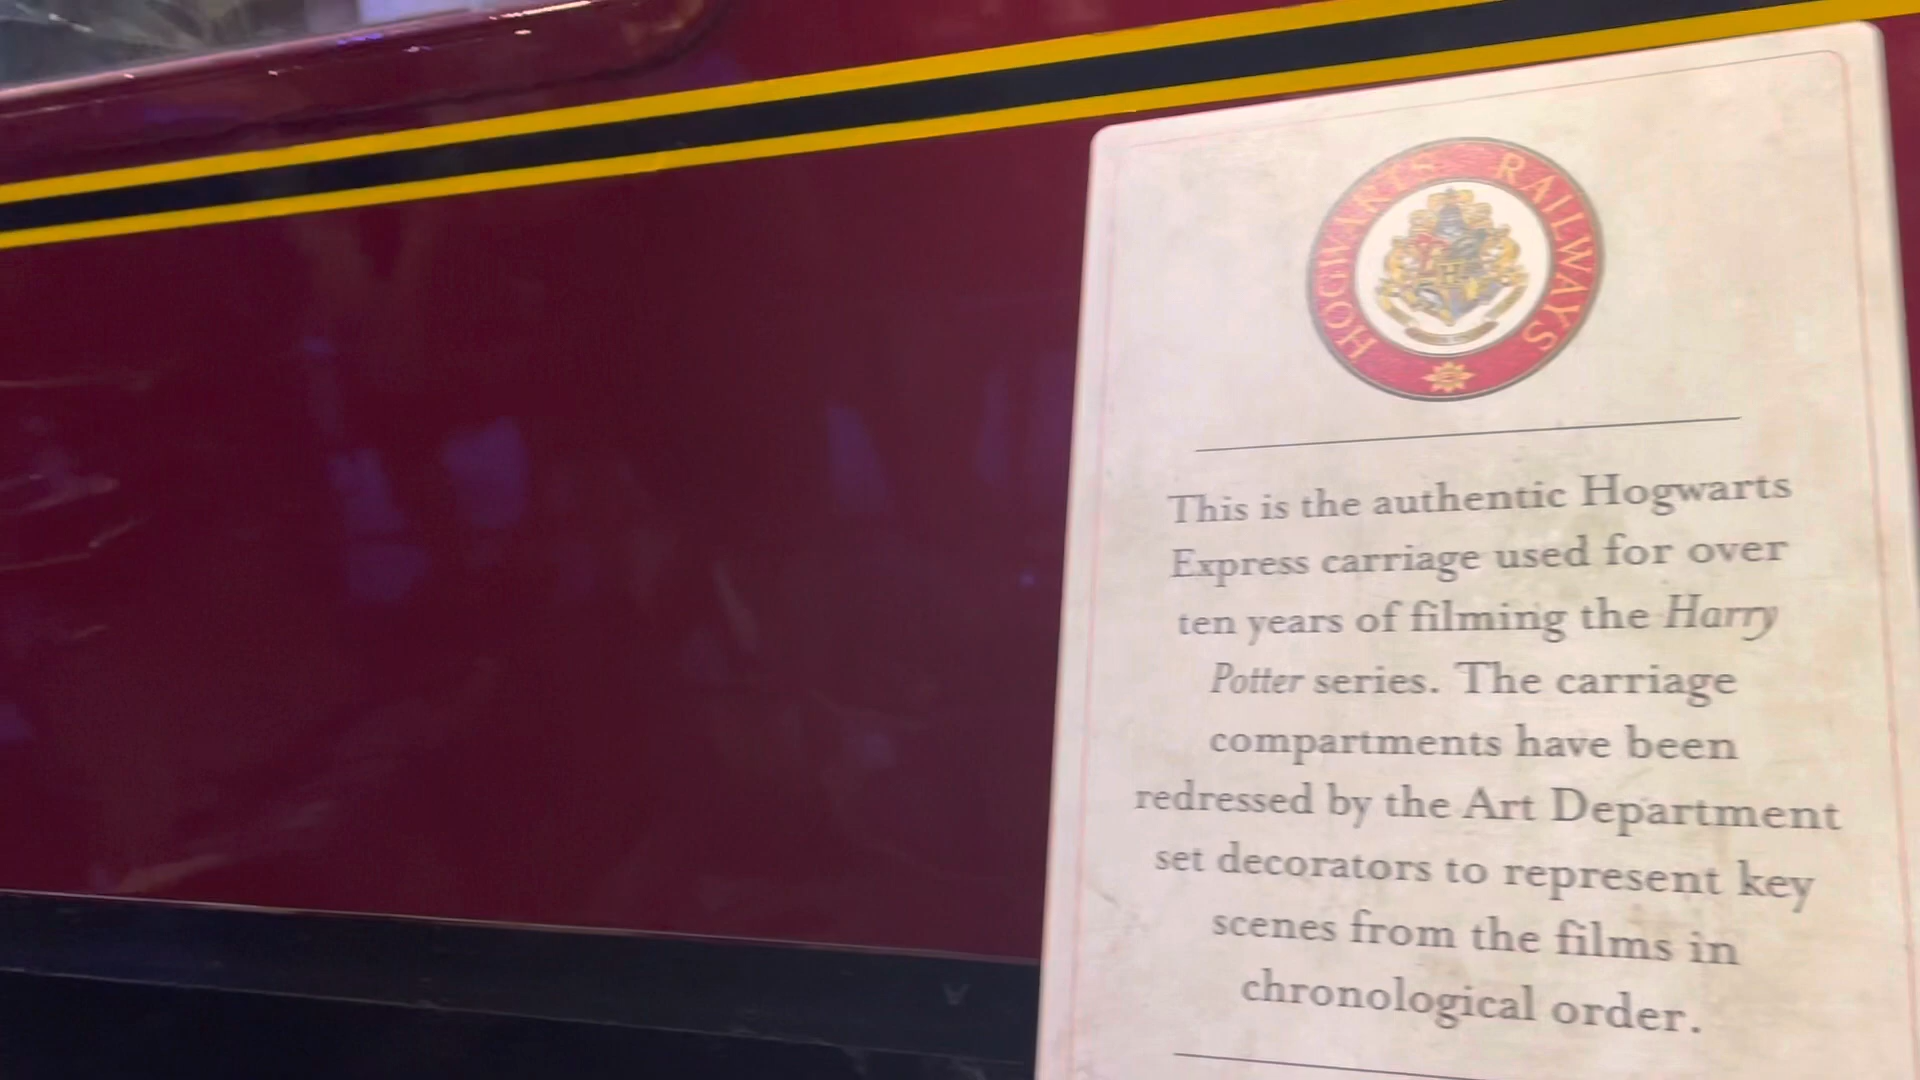 HOGWARTS RAILWAYS
This is the authentic Hogwarts
Express carriage used for over
ten years of filming the Harry
Potter series. The carriage
compartments have been
redressed by the Art Department
set decorators to represent key
scenes from the films in
chronological order.